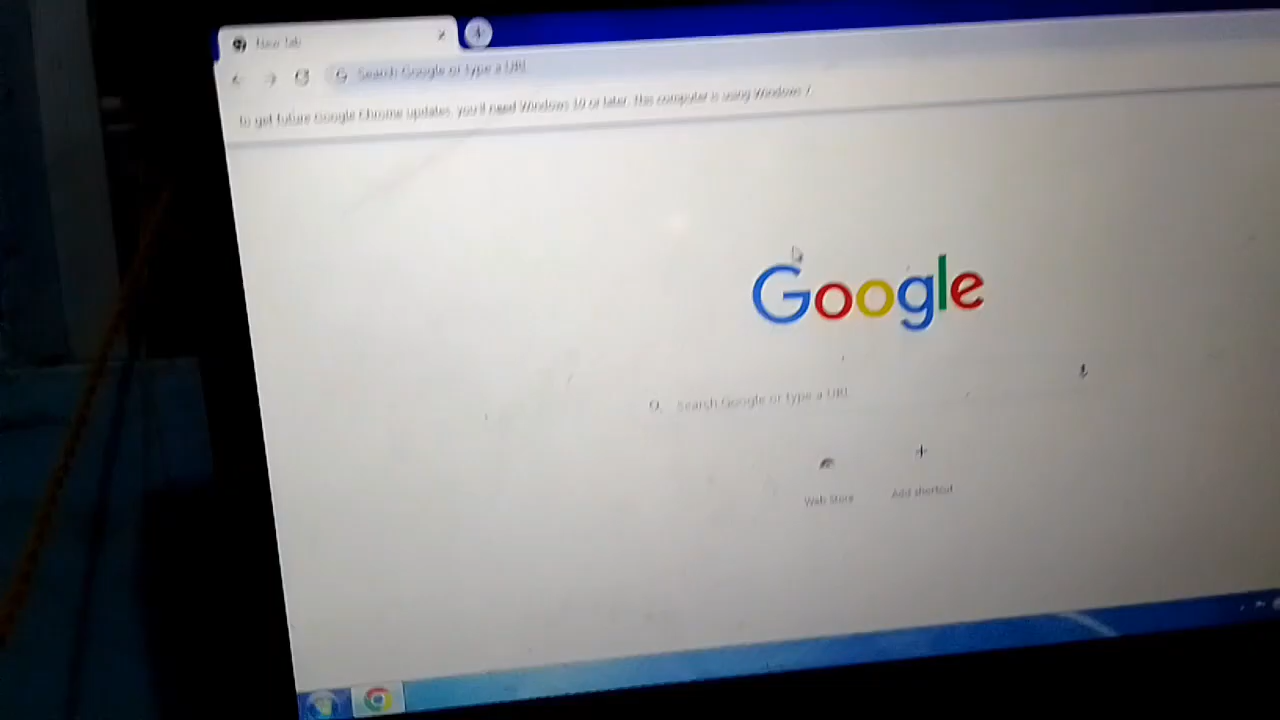 New Tab
Search Google or type a URL
To get future Google Chrome updates, you'll need Windows 10 or later. This computer is using Windows 7.
Google
Search Google or type a URL
Web Store
Add shortcut